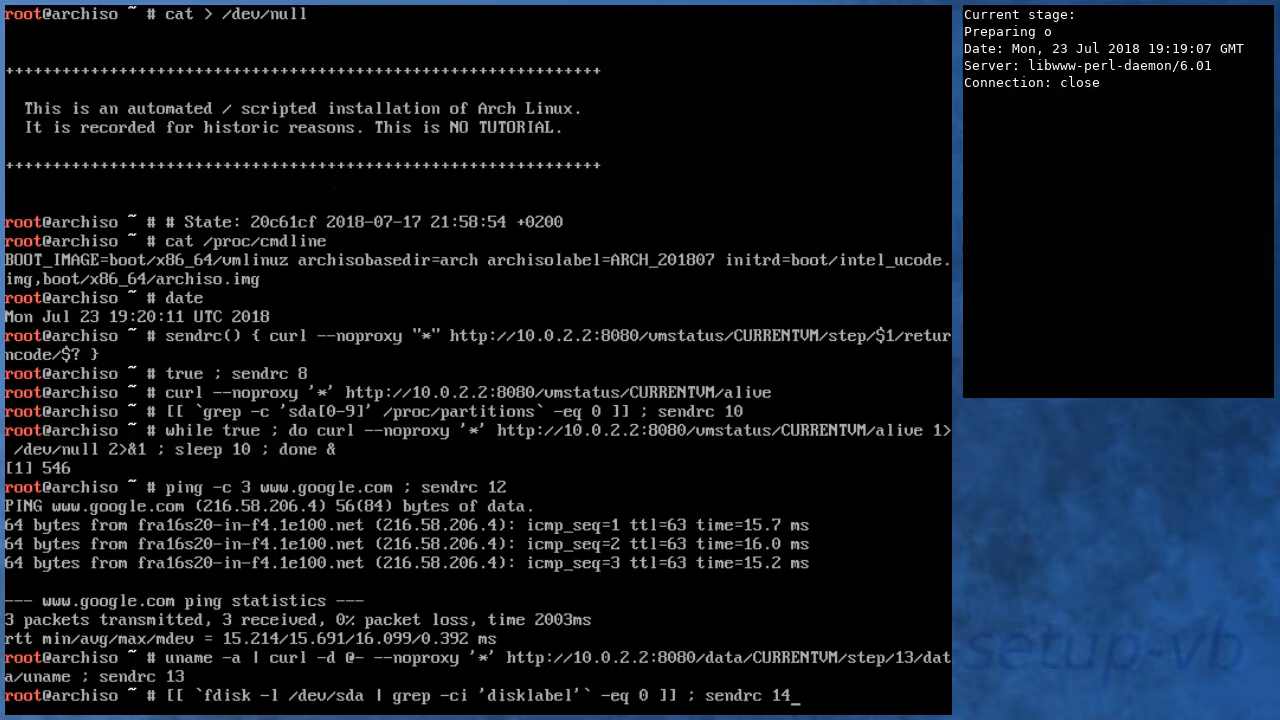 root@archiso ~ # cat > /dev/null
++++++++++++++++++++++++++++++++++++++++++++++++++++++++++++++++
This is an automated / scripted installation of Arch Linux.
It is recorded for historic reasons. This is NO TUTORIAL.
++++++++++++++++++++++++++++++++++++++++++++++++++++++++++++++++
root@archiso ~ # # State: 20c61cf 2018-07-17 21:58:54 +0200
root@archiso ~ # cat /proc/cmdline
BOOT_IMAGE=boot/x86_64/vmlinuz archisobasedir=arch archisolabel=ARCH_201807 initrd=boot/intel_ucode.
img,boot/x86_64/archiso.img
root@archiso ~ # date
Mon Jul 23 19:20:11 UTC 2018
root@archiso ~ # sendrc() { curl --noproxy "*" http://10.0.2.2:8080/vmstatus/CURRENTVM/step/$1/retur
ncode/$? }
root@archiso ~ # true ; sendrc 8
root@archiso ~ # curl --noproxy '*' http://10.0.2.2:8080/vmstatus/CURRENTVM/alive
root@archiso ~ # [[ `grep -c 'sda[0-9]' /proc/partitions` -eq 0 ]] ; sendrc 10
root@archiso ~ # while true ; do curl --noproxy '*' http://10.0.2.2:8080/vmstatus/CURRENTVM/alive 1>
/dev/null 2>&1 ; sleep 10 ; done &
[1] 546
root@archiso ~ # ping -c 3 www.google.com ; sendrc 12
PING www.google.com (216.58.206.4) 56(84) bytes of data.
64 bytes from fra16s20-in-f4.1e100.net (216.58.206.4): icmp_seq=1 ttl=63 time=15.7 ms
64 bytes from fra16s20-in-f4.1e100.net (216.58.206.4): icmp_seq=2 ttl=63 time=16.0 ms
64 bytes from fra16s20-in-f4.1e100.net (216.58.206.4): icmp_seq=3 ttl=63 time=15.2 ms
--- www.google.com ping statistics ---
3 packets transmitted, 3 received, 0% packet loss, time 2003ms
rtt min/avg/max/mdev = 15.214/15.691/16.099/0.392 ms
root@archiso ~ # uname -a | curl -d @- --noproxy '*' http://10.0.2.2:8080/data/CURRENTVM/step/13/dat
a/uname ; sendrc 13
root@archiso ~ # [[ `fdisk -l /dev/sda | grep -ci 'disklabel'` -eq 0 ]] ; sendrc 14_
Current stage:
Preparing o
Date: Mon, 23 Jul 2018 19:19:07 GMT
Server: libwww-perl-daemon/6.01
Connection: close
setup-vb